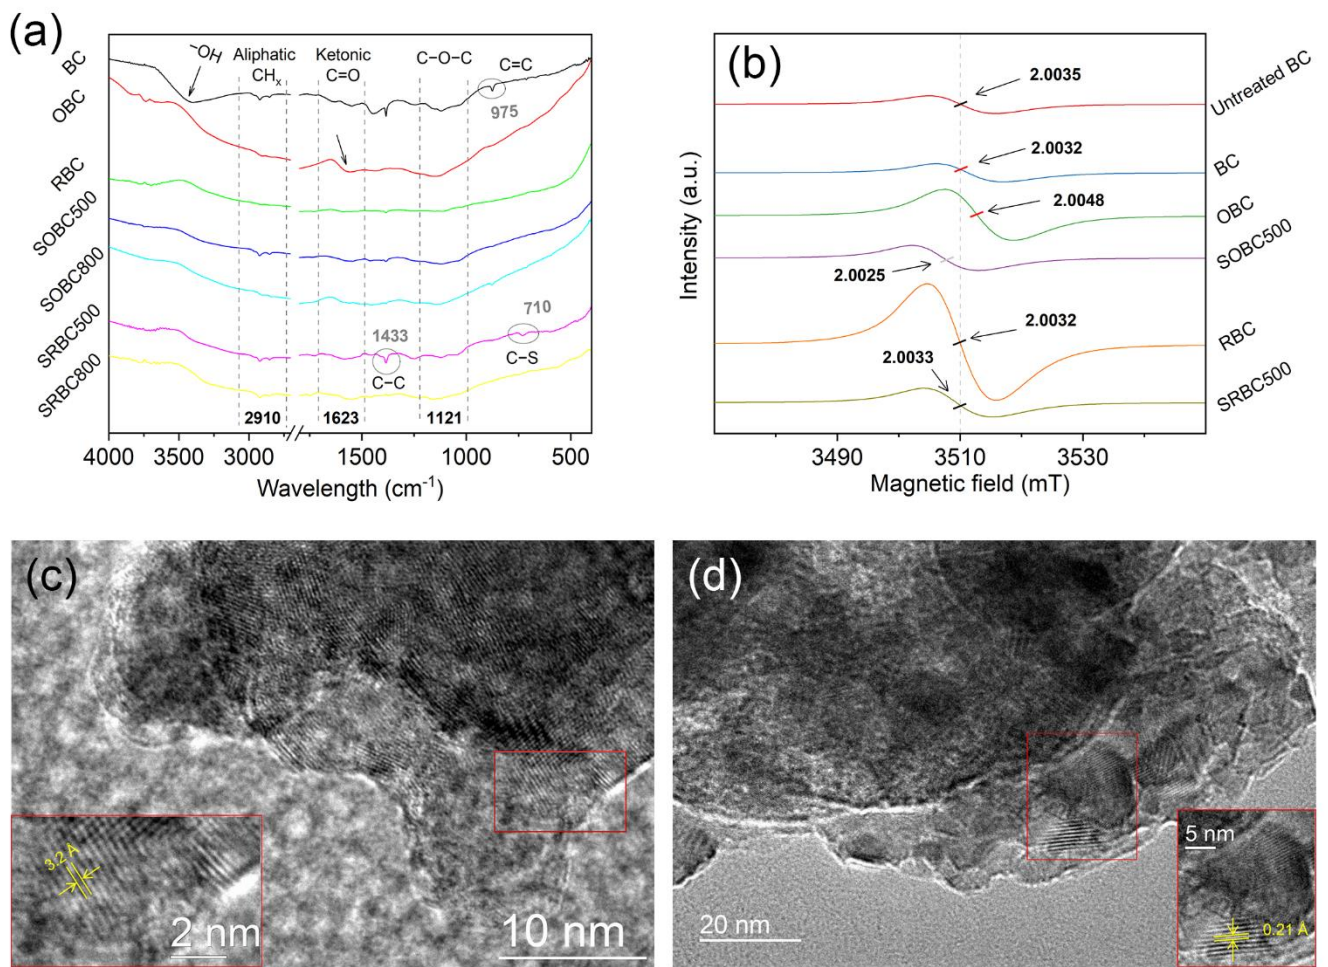 (a)
BC
OBC
RBC
SOBC500
SOBC800
SRBC500
SRBC800
−OH
Aliphatic
CHx
Ketonic
C=O
C−O−C
C=C
975
710
1433
C−S
C−C
2910
1623
1121
4000
3500
3000
1500
1000
500
Wavelength (cm-1)
(b)
Intensity (a.u.)
2.0035
2.0032
2.0048
2.0025
2.0032
2.0033
Untreated BC
BC
OBC
SOBC500
RBC
SRBC500
3490
3510
3530
Magnetic field (mT)
(c)
3.2 Å
2 nm
10 nm
(d)
20 nm
5 nm
0.21 Å